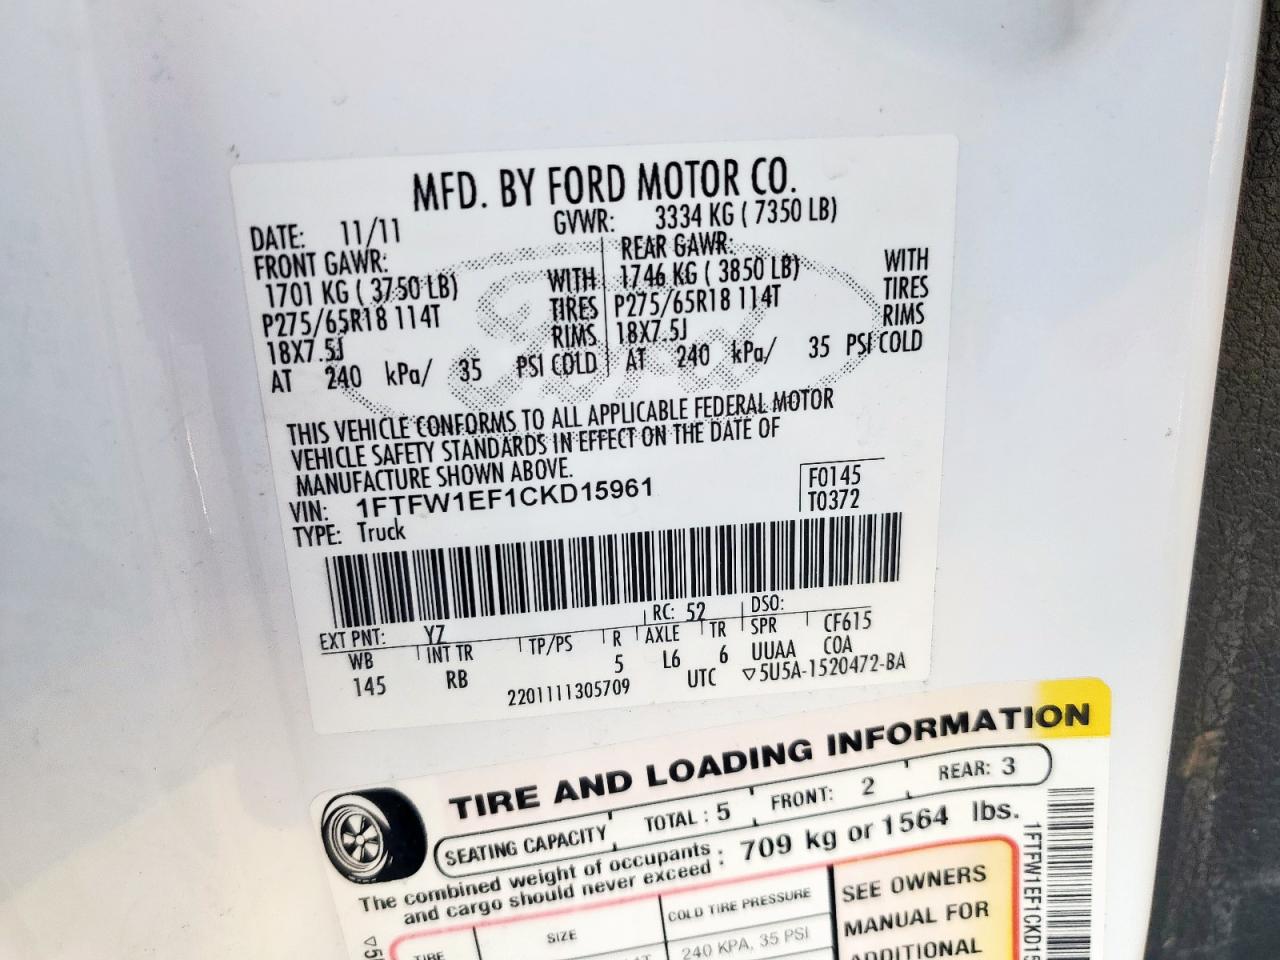 MFD. BY FORD MOTOR CO.
DATE: 11/11 GVWR: 3334 KG ( 7350 LB)
FRONT GAWR: REAR GAWR:
1701 KG ( 3750 LB) WITH 1746 KG ( 3850 LB) WITH
P275/65R18 114T TIRES P275/65R18 114T TIRES
18X7.5J RIMS 18X7.5J RIMS
AT 240 kPa/ 35 PSI COLD AT 240 kPa/ 35 PSI COLD
THIS VEHICLE CONFORMS TO ALL APPLICABLE FEDERAL MOTOR
VEHICLE SAFETY STANDARDS IN EFFECT ON THE DATE OF
MANUFACTURE SHOWN ABOVE.
VIN: 1FTFW1EF1CKD15961 F0145
TYPE: Truck T0372
EXT PNT: YZ RC: 52 DSO:
WB INT TR TP/PS R AXLE TR SPR CF615
145 RB 5 L6 6 UUAA COA
2201111305709 UTC ▽5U5A-1520472-BA
TIRE AND LOADING INFORMATION
SEATING CAPACITY TOTAL : 5 FRONT: 2 REAR: 3
The combined weight of occupants
and cargo should never exceed : 709 kg or 1564 lbs.
TIRE SIZE COLD TIRE PRESSURE
240 KPA, 35 PSI
SEE OWNERS
MANUAL FOR
ADDITIONAL
1FTFW1EF1CKD15